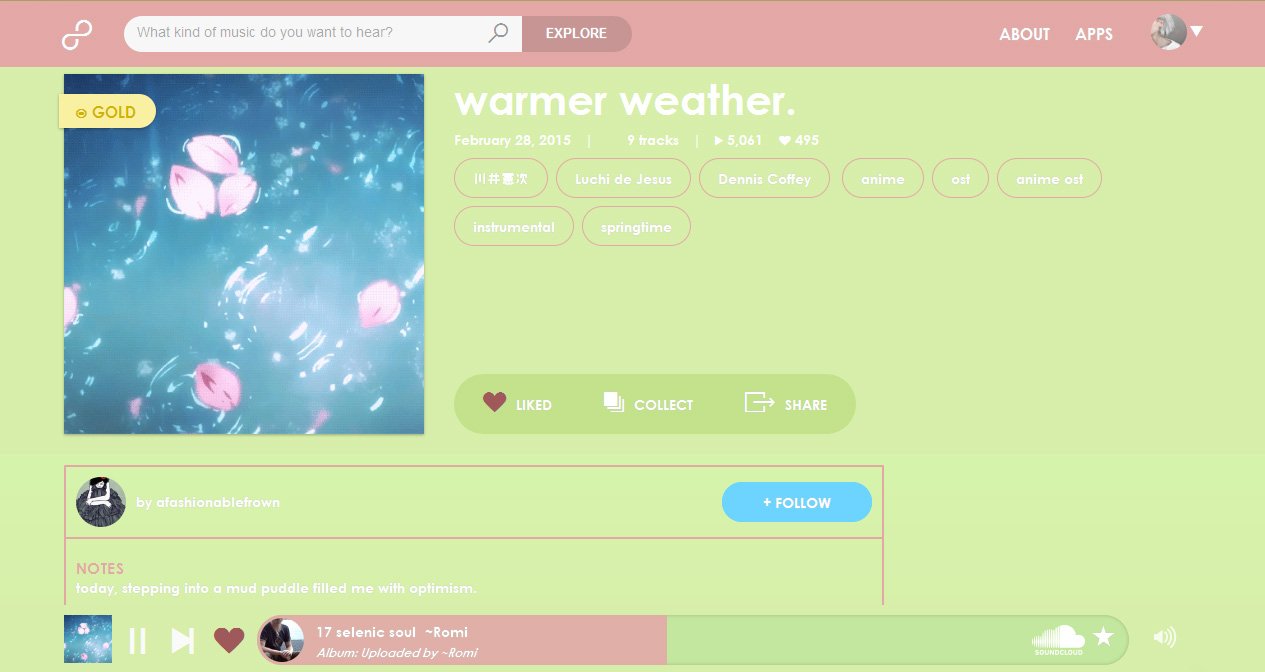 What kind of music do you want to hear?
EXPLORE
ABOUT APPS
GOLD
warmer weather.
February 28, 2015 | 9 tracks | 5,061 495
川井憲次 Luchi de Jesus Dennis Coffey anime ost anime ost
instrumental springtime
LIKED COLLECT SHARE
by afashionablefrown
+ FOLLOW
NOTES
today, stepping into a mud puddle filled me with optimism.
17 selenic soul ~Romi
Album: Uploaded by ~Romi
SOUNDCLOUD